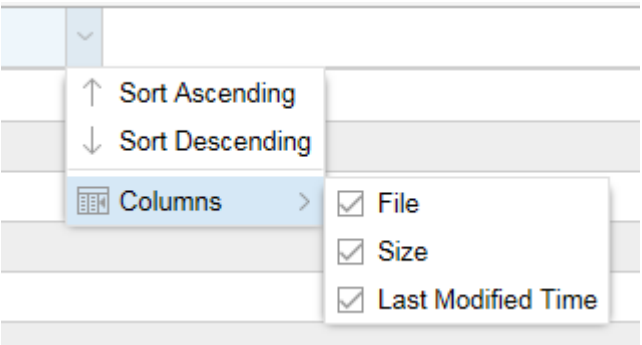 Sort Ascending
Sort Descending
Columns
File
Size
Last Modified Time